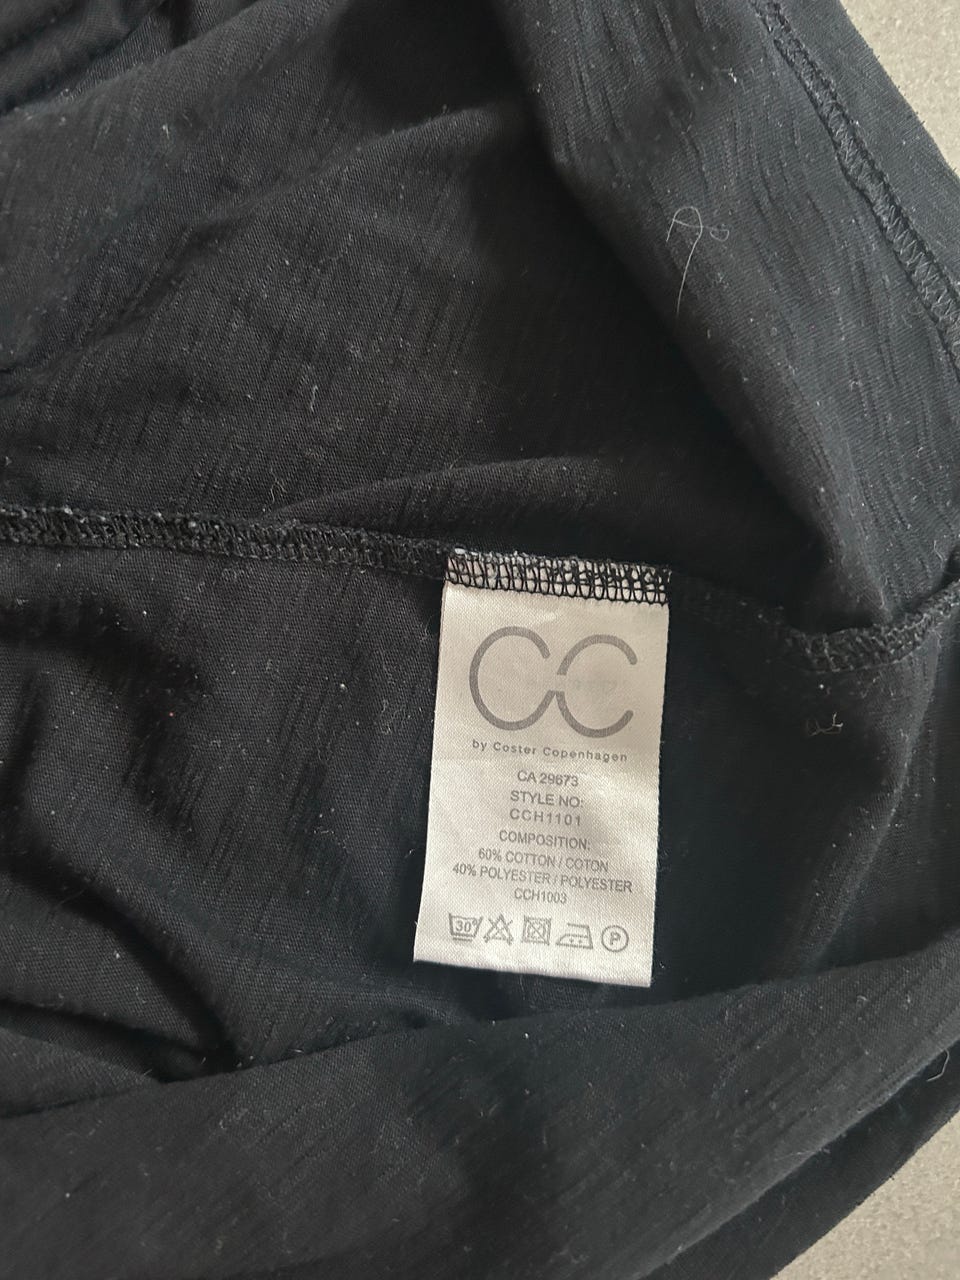 CC
by Coster Copenhagen
CA 29673
STYLE NO:
CCH1101
COMPOSITION:
60% COTTON / COTON
40% POLYESTER / POLYESTER
CCH1003
30° P